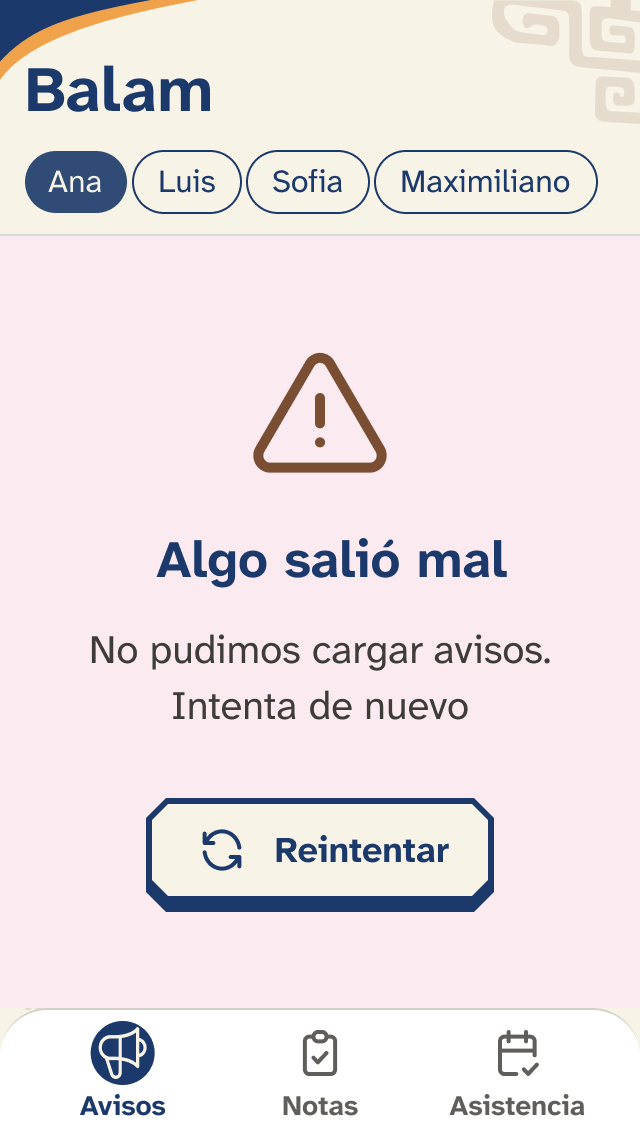 Balam
Ana Luis Sofia Maximiliano
Algo salió mal
No pudimos cargar avisos.
Intenta de nuevo
Reintentar
Avisos Notas Asistencia